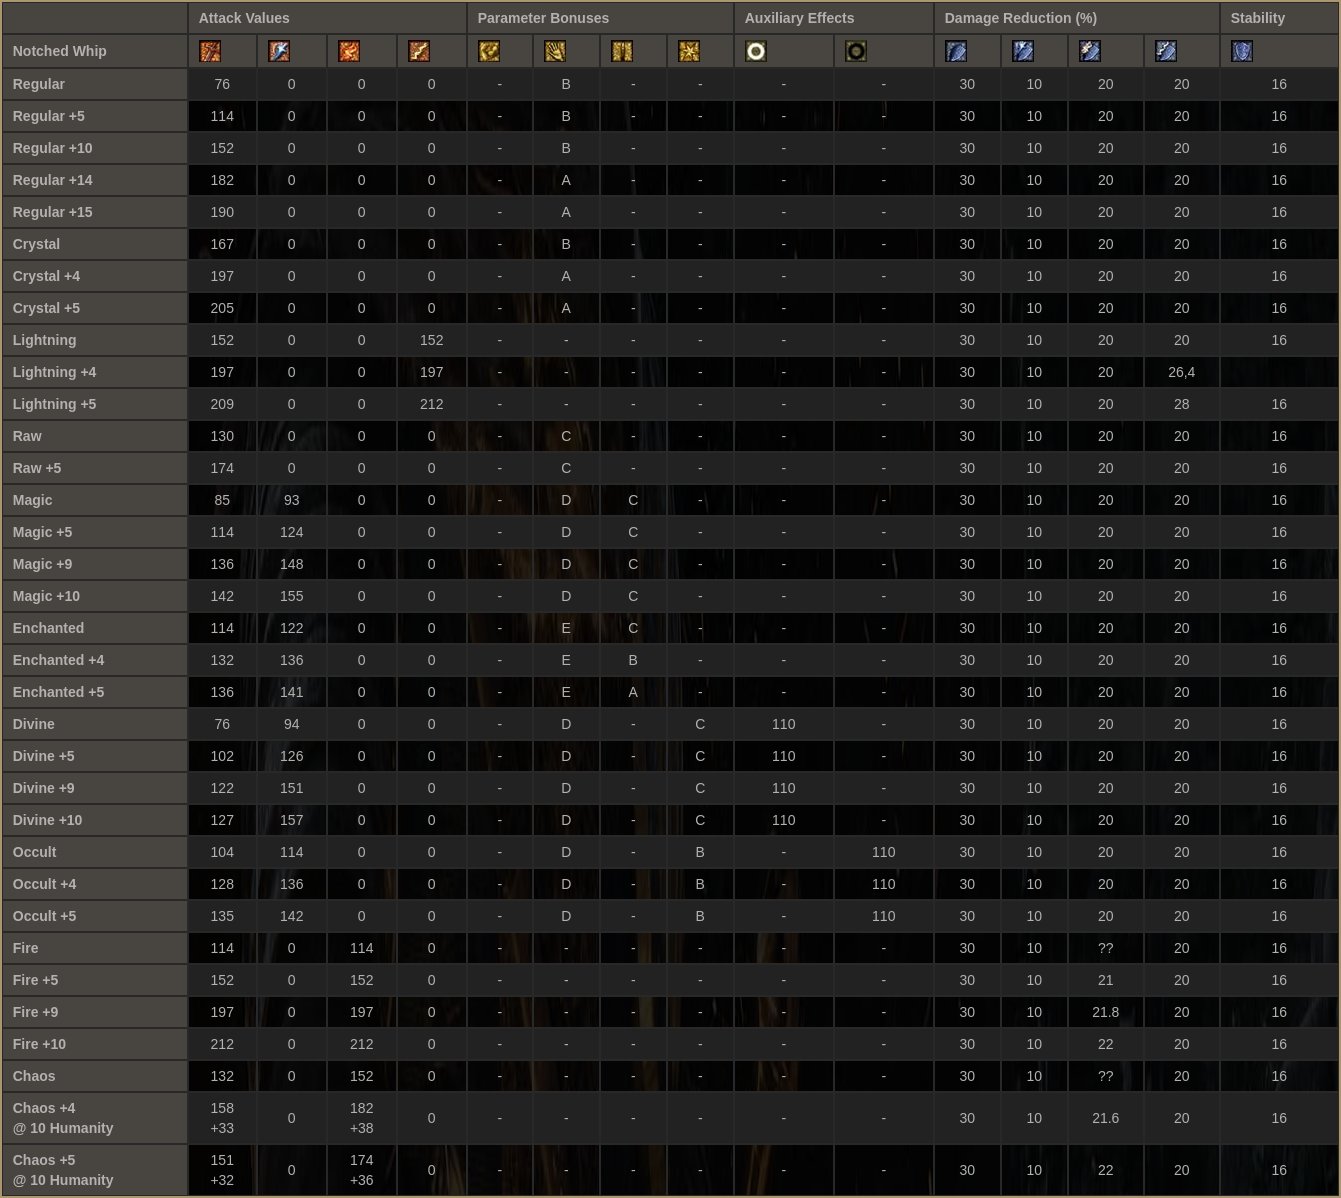 Attack Values Parameter Bonuses Auxiliary Effects Damage Reduction (%) Stability
Notched Whip
Regular 76 0 0 0 - B - - - - 30 10 20 20 16
Regular +5 114 0 0 0 - B - - - - 30 10 20 20 16
Regular +10 152 0 0 0 - B - - - - 30 10 20 20 16
Regular +14 182 0 0 0 - A - - - - 30 10 20 20 16
Regular +15 190 0 0 0 - A - - - - 30 10 20 20 16
Crystal 167 0 0 0 - B - - - - 30 10 20 20 16
Crystal +4 197 0 0 0 - A - - - - 30 10 20 20 16
Crystal +5 205 0 0 0 - A - - - - 30 10 20 20 16
Lightning 152 0 0 152 - - - - - - 30 10 20 20 16
Lightning +4 197 0 0 197 - - - - - - 30 10 20 26,4
Lightning +5 209 0 0 212 - - - - - - 30 10 20 28 16
Raw 130 0 0 0 - C - - - - 30 10 20 20 16
Raw +5 174 0 0 0 - C - - - - 30 10 20 20 16
Magic 85 93 0 0 - D C - - - 30 10 20 20 16
Magic +5 114 124 0 0 - D C - - - 30 10 20 20 16
Magic +9 136 148 0 0 - D C - - - 30 10 20 20 16
Magic +10 142 155 0 0 - D C - - - 30 10 20 20 16
Enchanted 114 122 0 0 - E C - - - 30 10 20 20 16
Enchanted +4 132 136 0 0 - E B - - - 30 10 20 20 16
Enchanted +5 136 141 0 0 - E A - - - 30 10 20 20 16
Divine 76 94 0 0 - D - C 110 - 30 10 20 20 16
Divine +5 102 126 0 0 - D - C 110 - 30 10 20 20 16
Divine +9 122 151 0 0 - D - C 110 - 30 10 20 20 16
Divine +10 127 157 0 0 - D - C 110 - 30 10 20 20 16
Occult 104 114 0 0 - D - B - 110 30 10 20 20 16
Occult +4 128 136 0 0 - D - B - 110 30 10 20 20 16
Occult +5 135 142 0 0 - D - B - 110 30 10 20 20 16
Fire 114 0 114 0 - - - - - - 30 10 ?? 20 16
Fire +5 152 0 152 0 - - - - - - 30 10 21 20 16
Fire +9 197 0 197 0 - - - - - - 30 10 21.8 20 16
Fire +10 212 0 212 0 - - - - - - 30 10 22 20 16
Chaos 132 0 152 0 - - - - - - 30 10 ?? 20 16
Chaos +4 158 182
0 0 - - - - - - 30 10 21.6 20 16
@ 10 Humanity +33 +38
Chaos +5 151 174
0 0 - - - - - - 30 10 22 20 16
@ 10 Humanity +32 +36